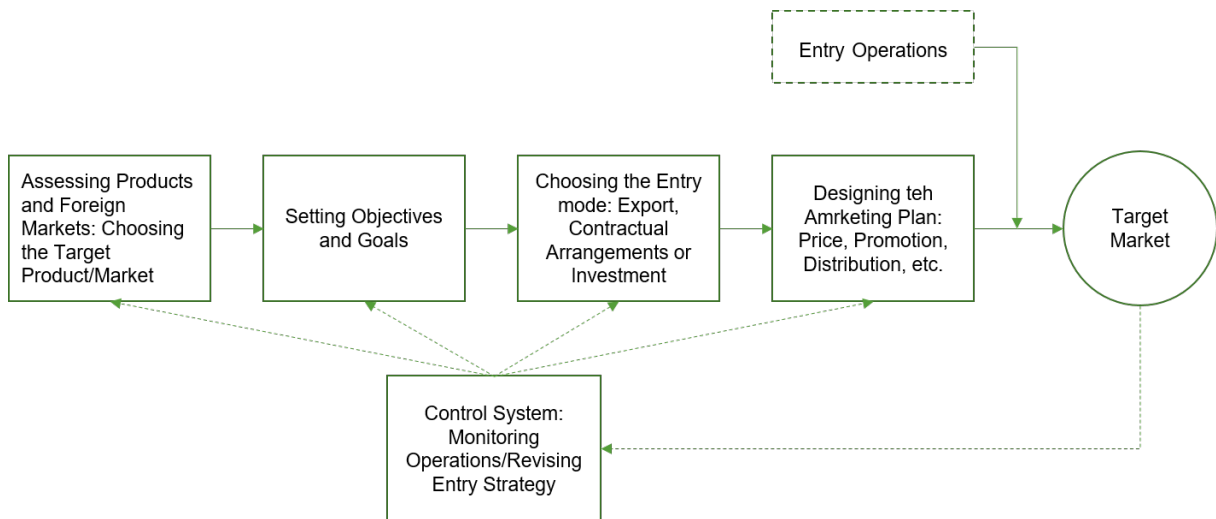 Entry Operations
Assessing Products
and Foreign
Markets: Choosing
the Target
Product/Market
Setting Objectives
and Goals
Choosing the Entry
mode: Export,
Contractual
Arrangements or
Investment
Designing teh
Amrketing Plan:
Price, Promotion,
Distribution, etc.
Target
Market
Control System:
Monitoring
Operations/Revising
Entry Strategy